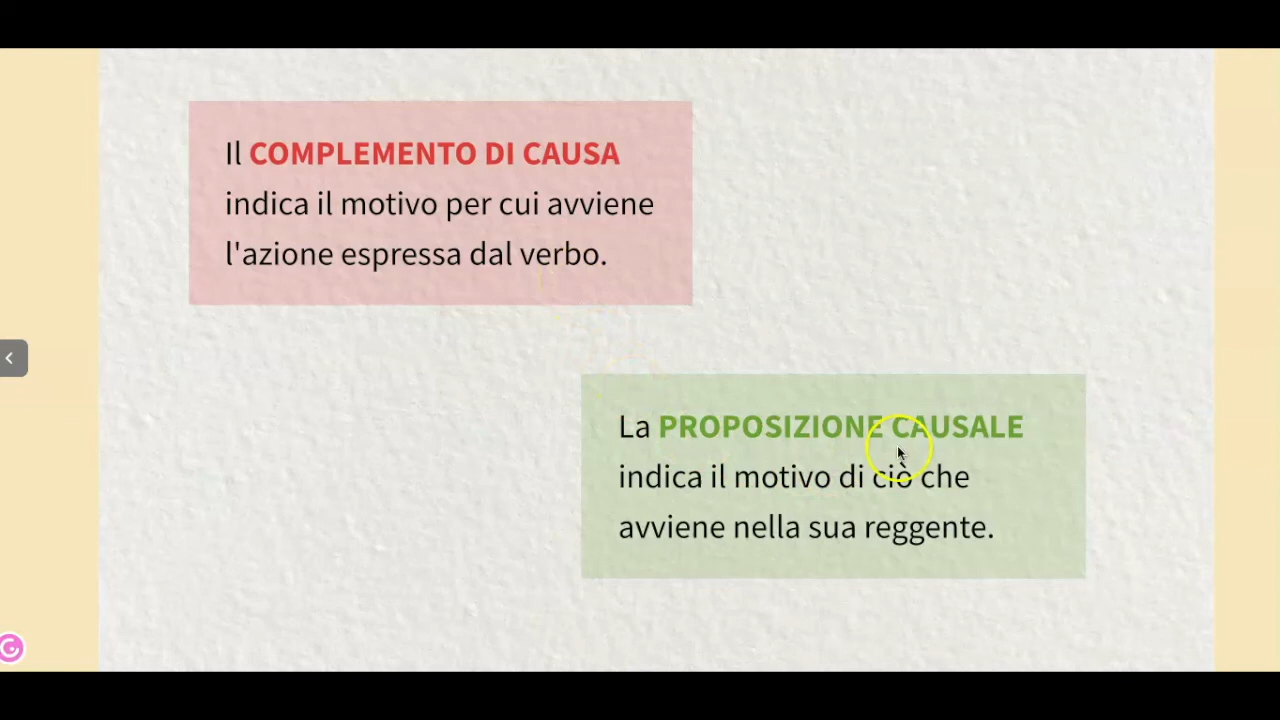 Il COMPLEMENTO DI CAUSA
indica il motivo per cui avviene
l'azione espressa dal verbo.
La PROPOSIZIONE CAUSALE
indica il motivo di ciò che
avviene nella sua reggente.